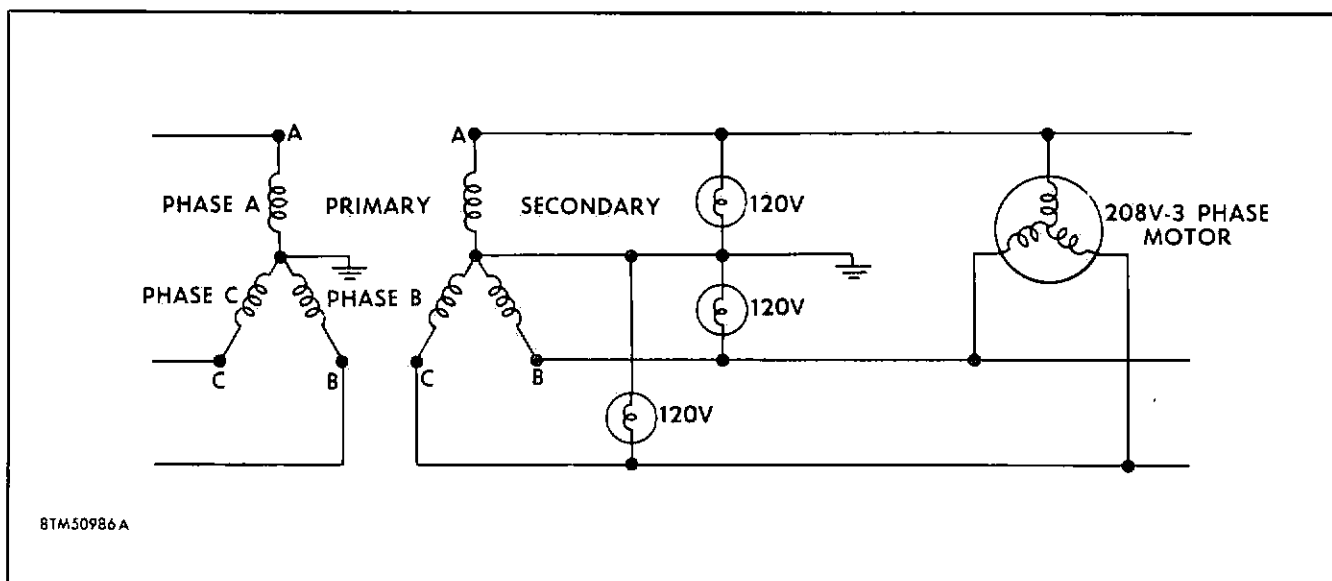 A
A
PHASE A
PRIMARY
SECONDARY
120V
208V-3 PHASE
MOTOR
PHASE C
PHASE B
120V
C
B
C
B
120V
8TM50986A